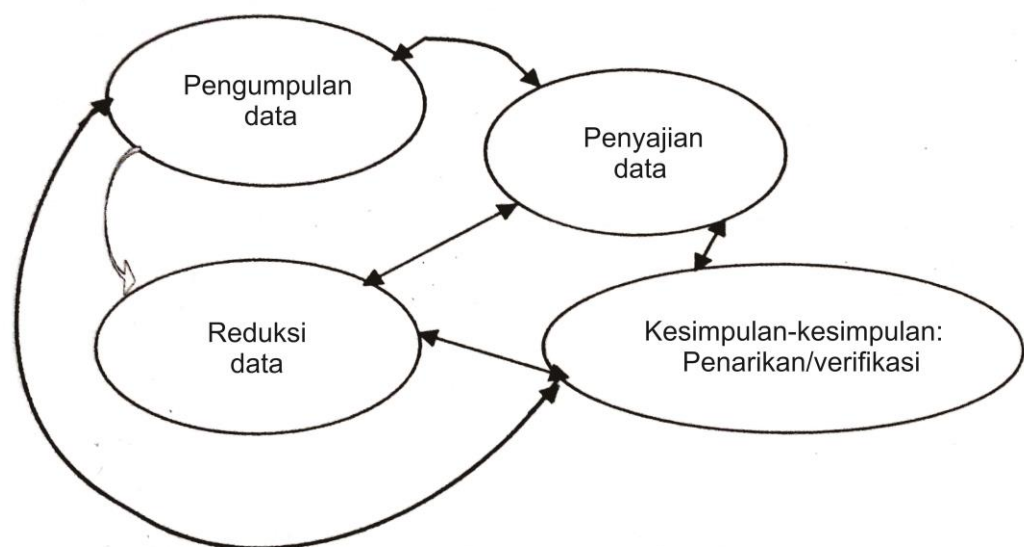 Pengumpulan
data
Penyajian
data
Reduksi
data
Kesimpulan-kesimpulan:
Penarikan/verifikasi